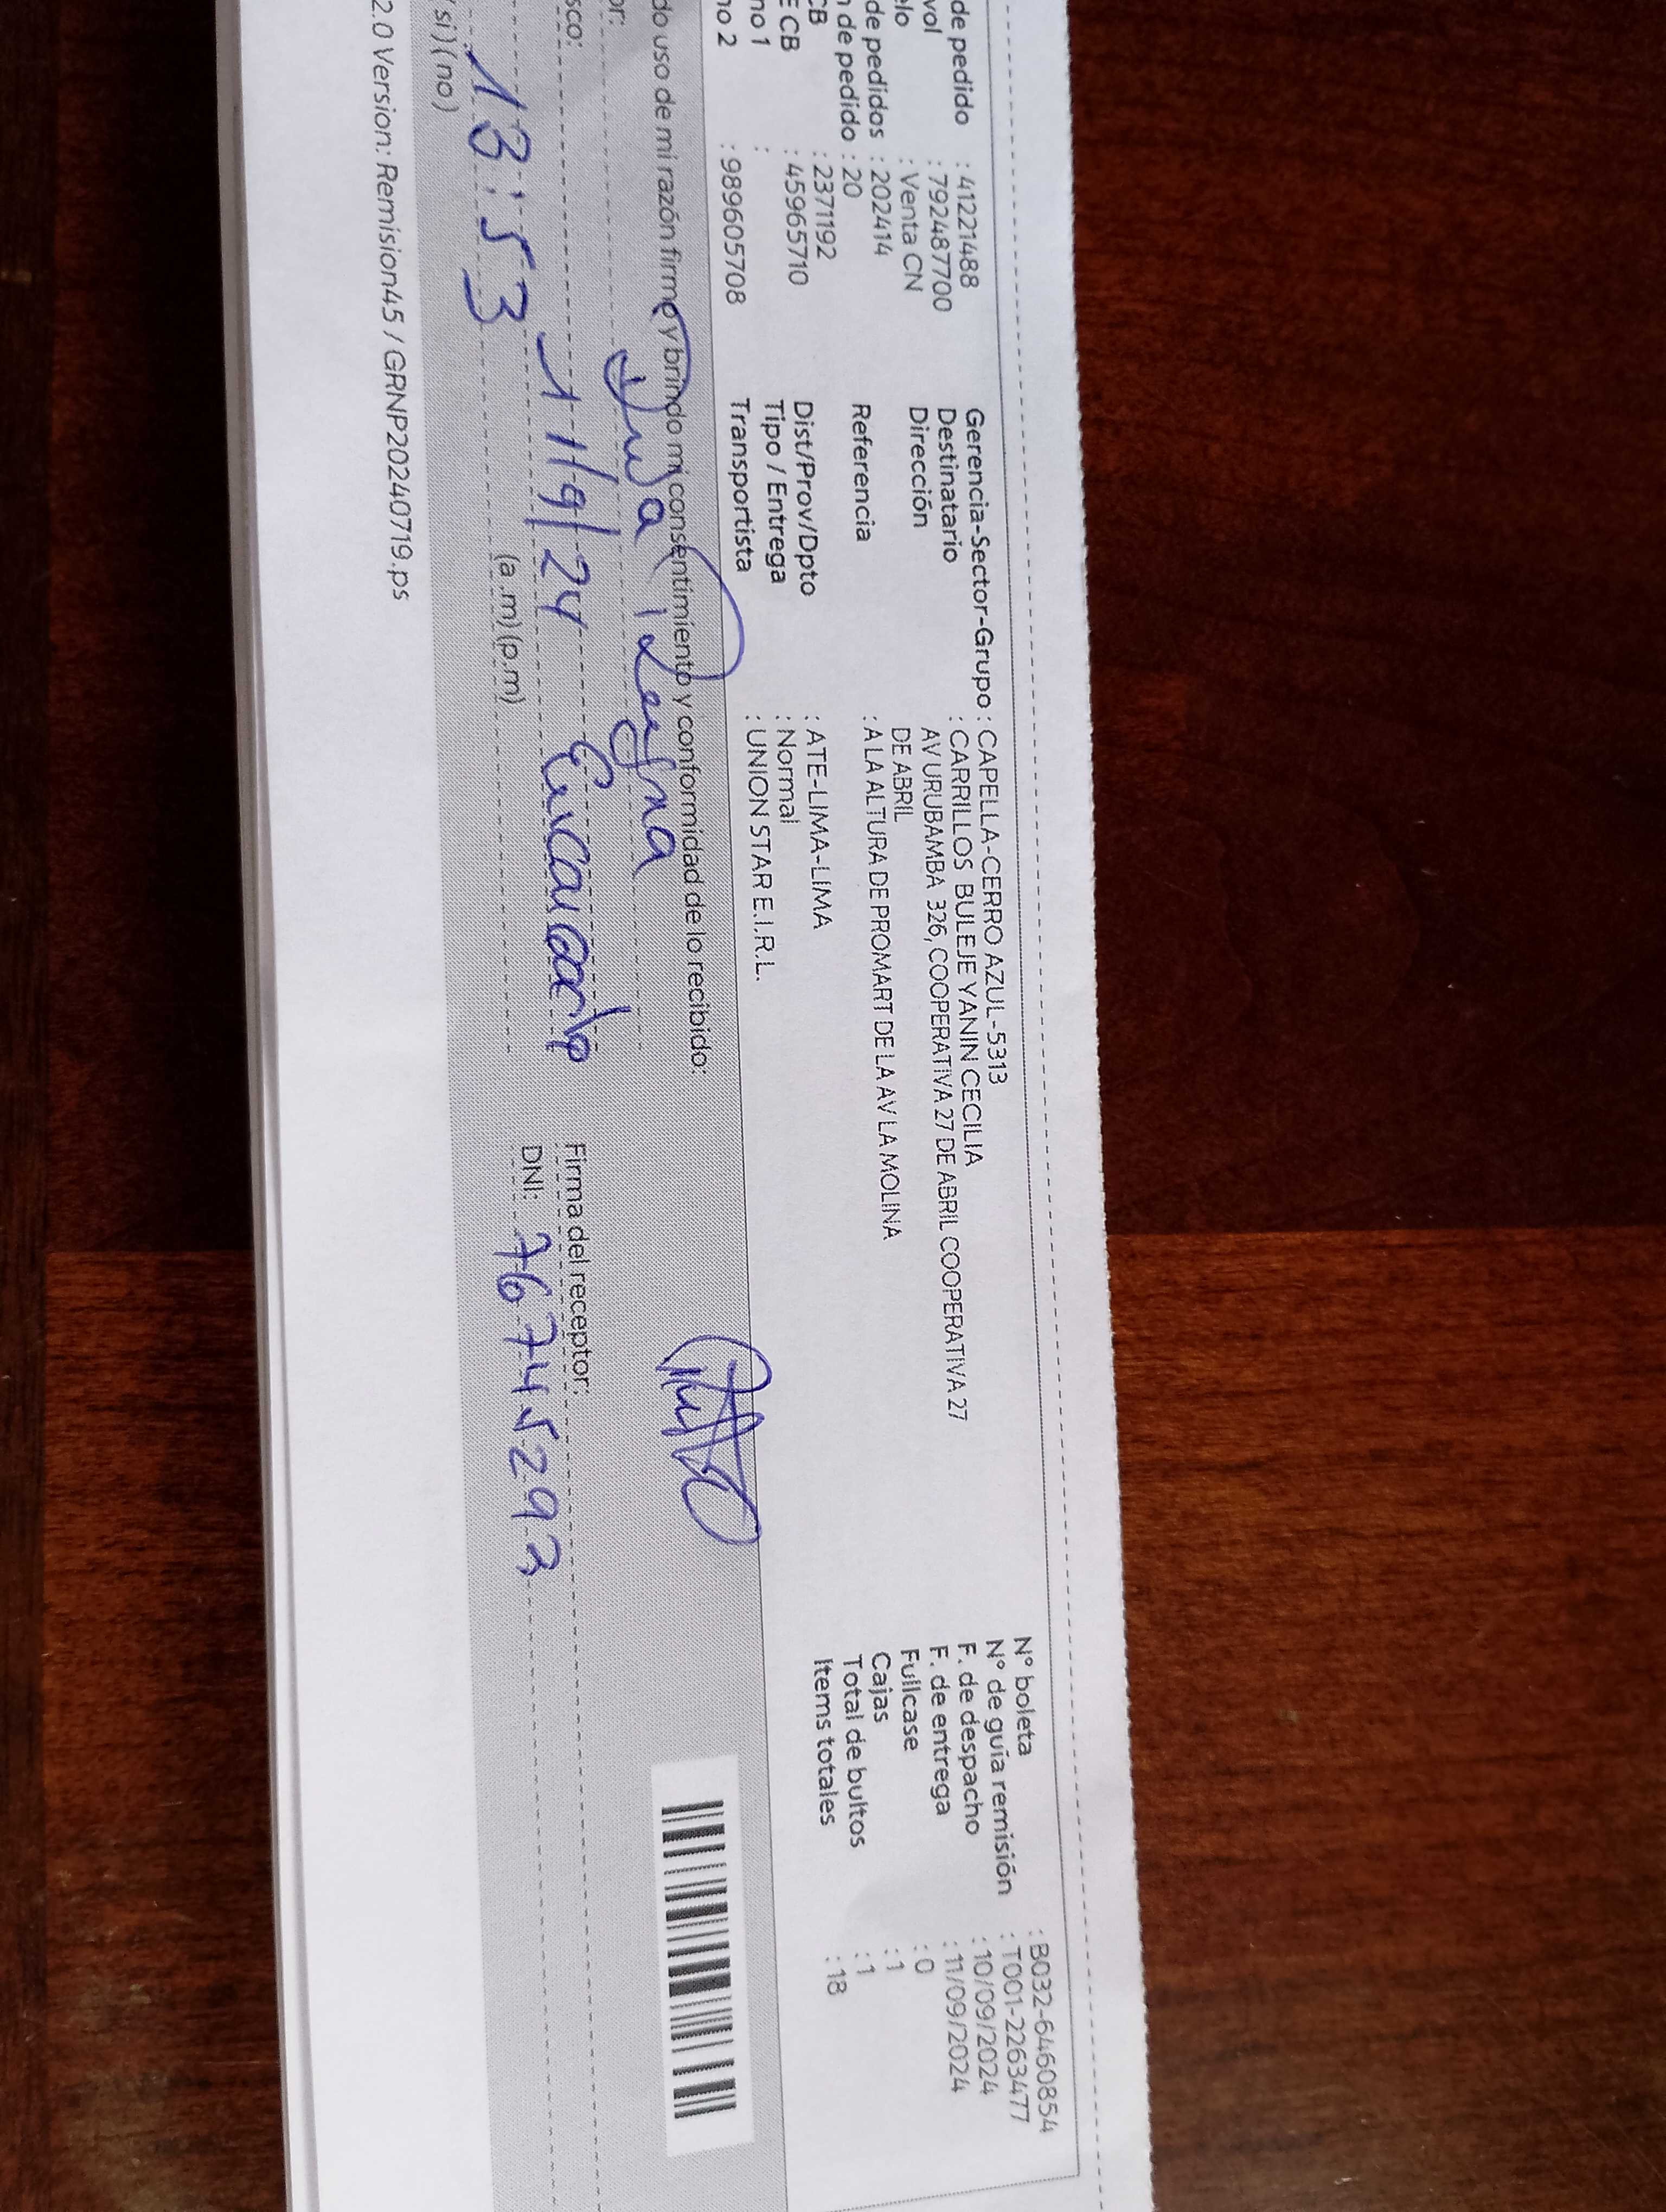 de pedido : 41221488
vol : 792487700
elo : Venta CN
de pedidos : 202414
de pedido : 20
CB : 2371192
E CB : 45965710
no 1 :
no 2 : 989605708
Gerencia-Sector-Grupo : CAPELLA-CERRO AZUL-5313
Destinatario : CARRILLOS BULEJE YANIN CECILIA
Dirección AV URUBAMBA 326, COOPERATIVA 27 DE ABRIL COOPERATIVA 27
DE ABRIL
Referencia : A LA ALTURA DE PROMART DE LA AV LA MOLINA
Dist/Prov/Dpto : ATE-LIMA-LIMA
Tipo / Entrega : Normal
Transportista : UNION STAR E.I.R.L.
Nº boleta : B032-6460854
Nº de guía remisión : T001-2263477
F. de despacho : 10/09/2024
F. de entrega : 11/09/2024
Fullcase : 0
Cajas : 1
Total de bultos : 1
Items totales : 18
do uso de mi razón firme y brindo mi consentimiento y conformidad de lo recibido:
or:
sco:
11/9/24
13:53 (a.m) (p.m)
(si) (no)
Firma del receptor:
DNI: 76745293
2.0 Version: Remision45 / GRNP20240719.ps